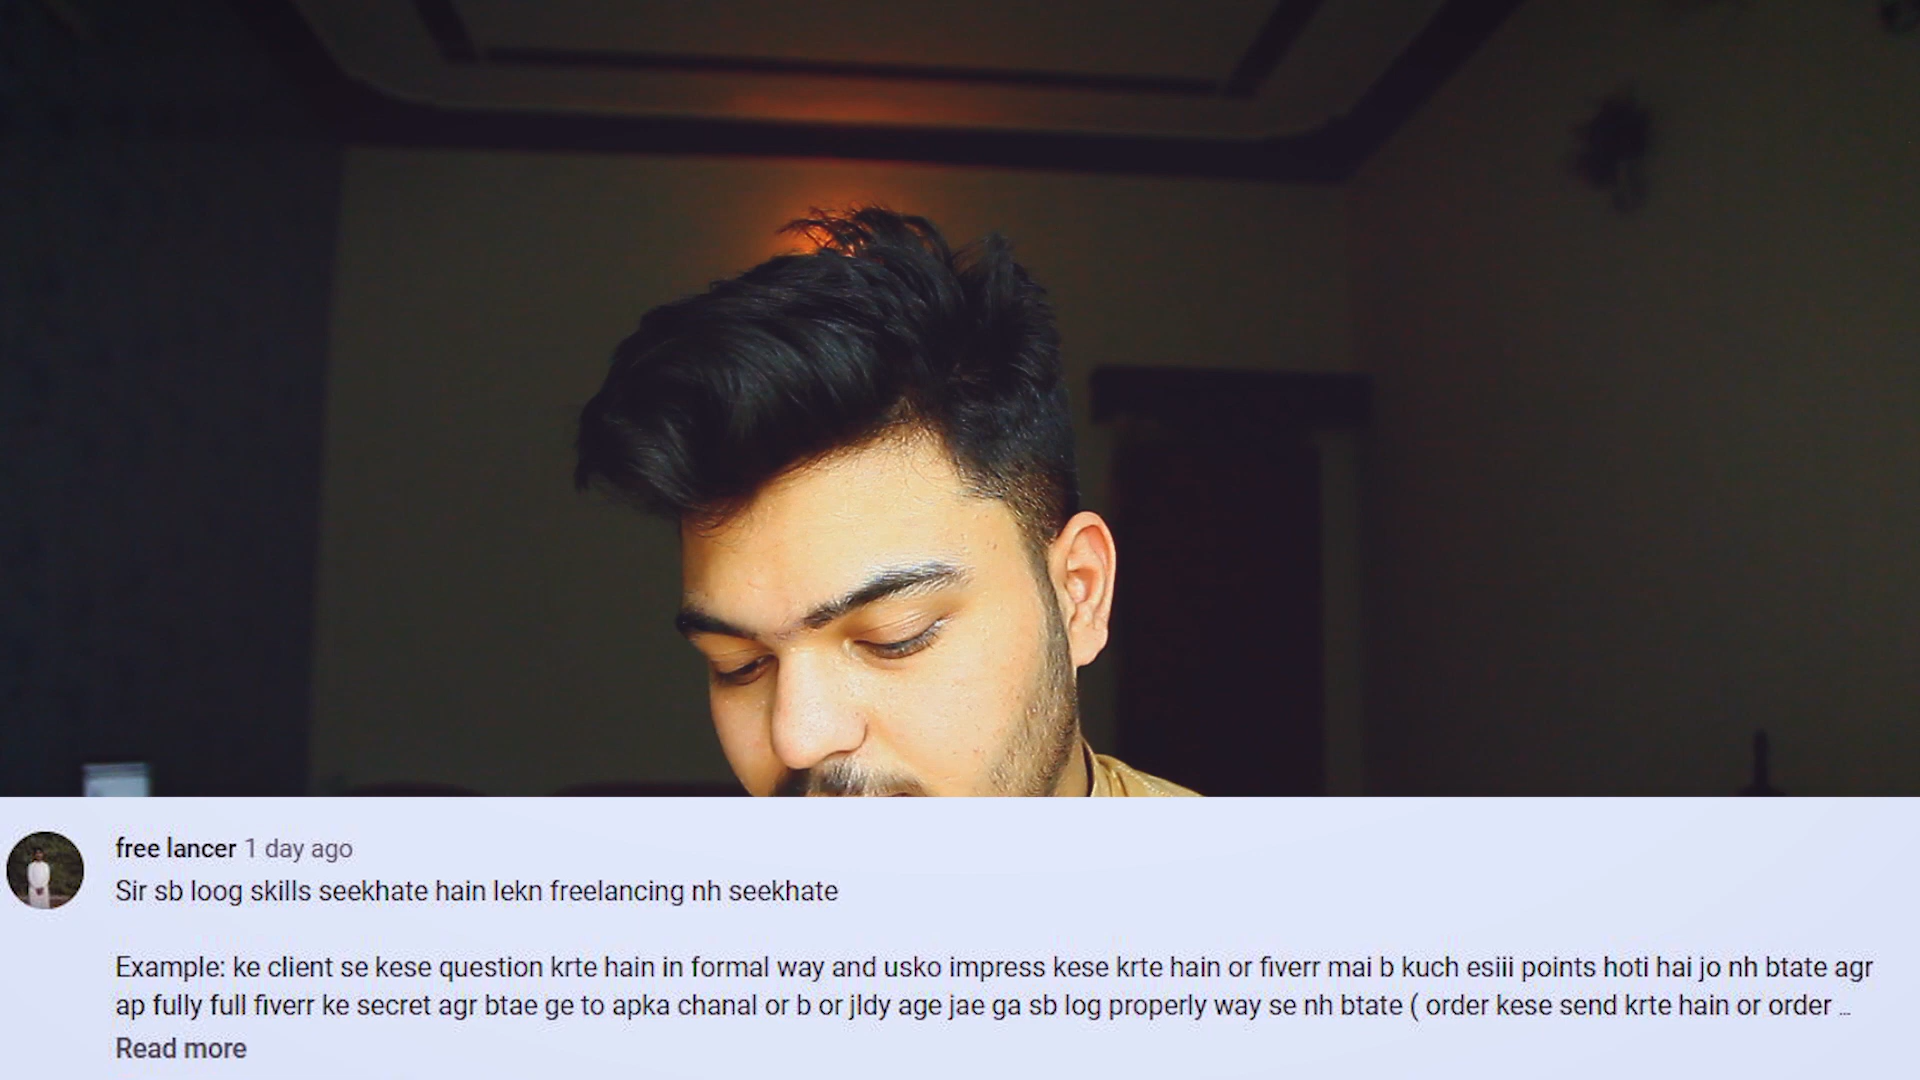 free lancer 1 day ago
Sir sb loog skills seekhate hain lekn freelancing nh seekhate
Example: ke client se kese question krte hain in formal way and usko impress kese krte hain or fiverr mai b kuch esiii points hoti hai jo nh btate agr
ap fully full fiverr ke secret agr btae ge to apka chanal or b or jldy age jae ga sb log properly way se nh btate ( order kese send krte hain or order ...
Read more